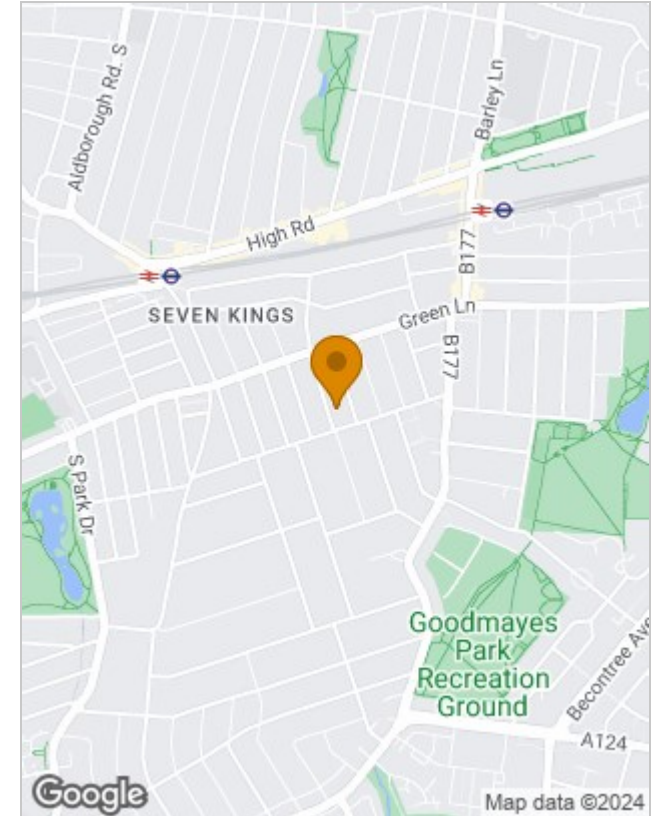 Aldborough Rd. S
Barley Ln
High Rd
B177
SEVEN KINGS
Green Ln
B177
S Park Dr
Goodmayes
Park
Recreation
Ground
Becontree Ave
A124
Google
Map data ©2024